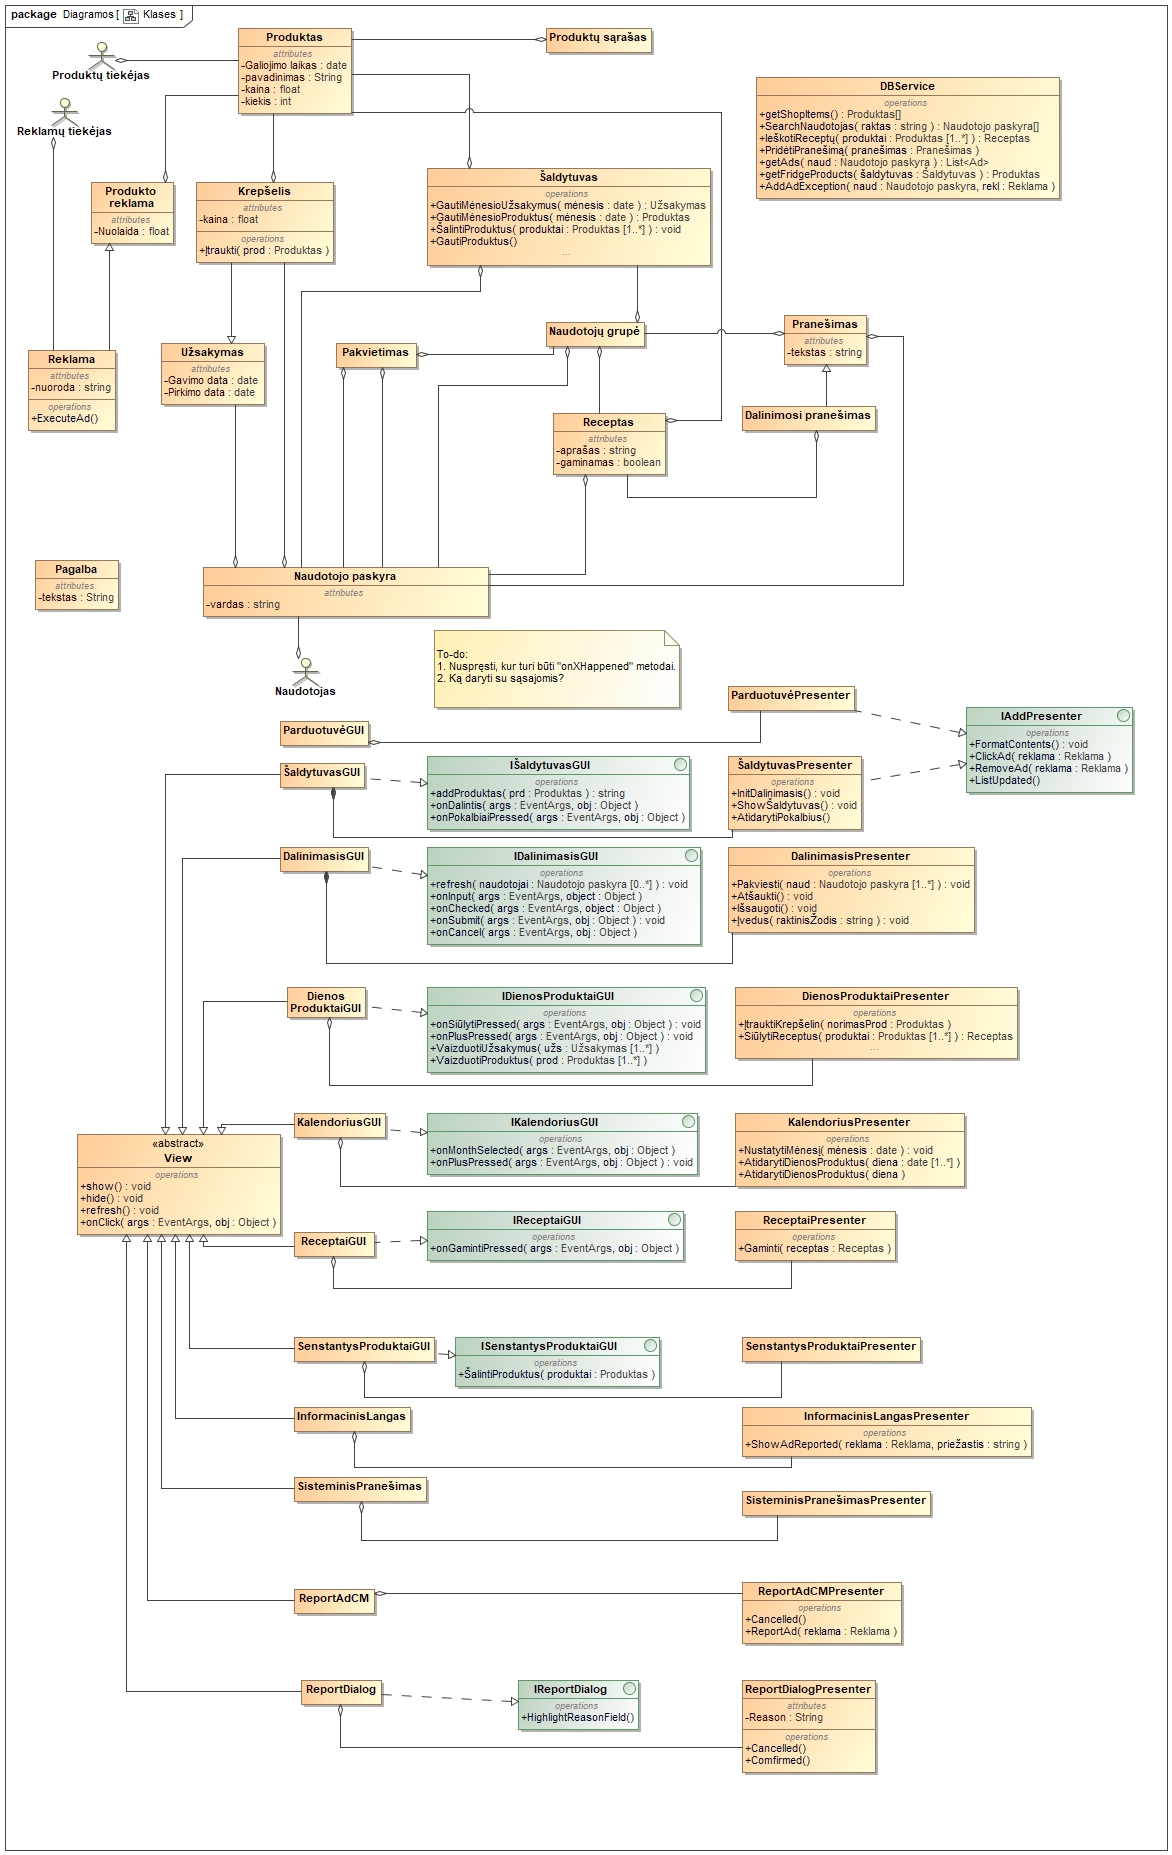 package Diagramos [ Klases ]
Produktų tiekėjas
Reklamų tiekėjas
Produktas
attributes
-Galiojimo laikas : date
-pavadinimas : String
-kaina : float
-kiekis : int
Produktų sąrašas
DBService
operations
+getShopItems() : Produktas[]
+SearchNaudotojas( raktas : string ) : Naudotojo paskyra[]
+IeškotiReceptų( produktai : Produktas [1..*] ) : Receptas
+PridėtiPranešimą( pranešimas : Pranešimas )
+getAds( naud : Naudotojo paskyra ) : List<Ad>
+getFridgeProducts( šaldytuvas : Šaldytuvas ) : Produktas
+AddAdException( naud : Naudotojo paskyra, rekl : Reklama )
Produkto
reklama
attributes
-Nuolaida : float
Krepšelis
attributes
-kaina : float
operations
+Įtraukti( prod : Produktas )
Šaldytuvas
operations
+GautiMėnesioUžsakymus( mėnesis : date ) : Užsakymas
+GautiMėnesioProduktus( mėnesis : date ) : Produktas
+ŠalintiProduktus( produktai : Produktas [1..*] ) : void
+GautiProduktus()
...
Reklama
attributes
-nuoroda : string
operations
+ExecuteAd()
Užsakymas
attributes
-Gavimo data : date
-Pirkimo data : date
Pakvietimas
Naudotojų grupė
Pranešimas
attributes
-tekstas : string
Dalinimosi pranešimas
Receptas
attributes
-aprašas : string
-gaminamas : boolean
Pagalba
attributes
-tekstas : String
Naudotojo paskyra
attributes
-vardas : string
Naudotojas
To-do:
1. Nuspręsti, kur turi būti "onXHappened" metodai.
2. Ką daryti su sąsajomis?
ParduotuvėGUI
ParduotuvėPresenter
IAddPresenter
operations
+FormatContents() : void
+ClickAd( reklama : Reklama )
+RemoveAd( reklama : Reklama )
+ListUpdated()
ŠaldytuvasGUI
IŠaldytuvasGUI
operations
+addProduktas( prd : Produktas ) : string
+onDalintis( args : EventArgs, obj : Object )
+onPokalbiaiPressed( args : EventArgs, obj : Object )
ŠaldytuvasPresenter
operations
+InitDalinimasis() : void
+ShowŠaldytuvas() : void
+AtidarytiPokalbius()
DalinimasisGUI
IDalinimasisGUI
operations
+refresh( naudotojai : Naudotojo paskyra [0..*] ) : void
+onInput( args : EventArgs, object : Object )
+onChecked( args : EventArgs, object : Object )
+onSubmit( args : EventArgs, obj : Object ) : void
+onCancel( args : EventArgs, obj : Object )
DalinimasisPresenter
operations
+Pakviesti( naud : Naudotojo paskyra [1..*] ) : void
+Atšaukti() : void
+Išsaugoti() : void
+Įvedus( raktinisŽodis : string ) : void
Dienos
ProduktaiGUI
IDienosProduktaiGUI
operations
+onSiūlytiPressed( args : EventArgs, obj : Object ) : void
+onPlusPressed( args : EventArgs, obj : Object ) : void
+VaizduotiUžsakymus( užs : Užsakymas [1..*] )
+VaizduotiProduktus( prod : Produktas [1..*] )
DienosProduktaiPresenter
operations
+ĮtrauktiKrepšelin( norimasProd : Produktas )
+SiūlytiReceptus( produktai : Produktas [1..*] ) : Receptas
...
KalendoriusGUI
IKalendoriusGUI
operations
+onMonthSelected( args : EventArgs, obj : Object )
+onPlusPressed( args : EventArgs, obj : Object ) : void
KalendoriusPresenter
operations
+NustatytiMėnesį( mėnesis : date ) : void
+AtidarytiDienosProduktus( diena : date [1..*] )
+AtidarytiDienosProduktus( diena )
«abstract»
View
operations
+show() : void
+hide() : void
+refresh() : void
+onClick( args : EventArgs, obj : Object )
ReceptaiGUI
IReceptaiGUI
operations
+onGamintiPressed( args : EventArgs, obj : Object )
ReceptaiPresenter
operations
+Gaminti( receptas : Receptas )
SenstantysProduktaiGUI
ISenstantysProduktaiGUI
operations
+ŠalintiProduktus( produktai : Produktas )
SenstantysProduktaiPresenter
InformacinisLangas
InformacinisLangasPresenter
operations
+ShowAdReported( reklama : Reklama, priežastis : string )
SisteminisPranešimas
SisteminisPranešimasPresenter
ReportAdCM
ReportAdCMPresenter
operations
+Cancelled()
+ReportAd( reklama : Reklama )
ReportDialog
IReportDialog
operations
+HighlightReasonField()
ReportDialogPresenter
attributes
-Reason : String
operations
+Cancelled()
+Comfirmed()